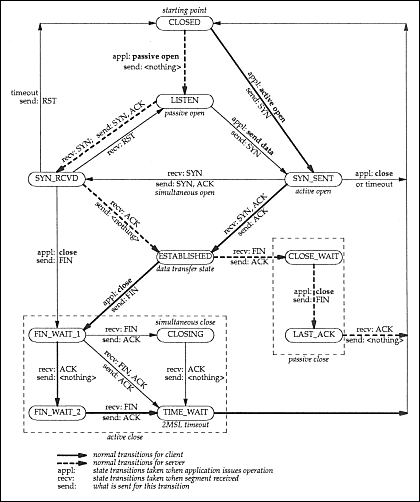 starting point
CLOSED
appl: passive open
send: <nothing>
appl: active open
send: SYN
timeout
send: RST
LISTEN
passive open
recv: SYN; send: SYN, ACK
recv: RST
appl: send data
send: SYN
SYN_RCVD
recv: SYN
send: SYN, ACK
simultaneous open
SYN_SENT
active open
appl: close
or timeout
recv: ACK
send: <nothing>
recv: SYN, ACK
send: ACK
appl: close
send: FIN
ESTABLISHED
data transfer state
recv: FIN
send: ACK
CLOSE_WAIT
appl: close
send: FIN
appl: close
send: FIN
LAST_ACK
recv: ACK
send: <nothing>
passive close
simultaneous close
FIN_WAIT_1
recv: FIN
send: ACK
CLOSING
recv: ACK
send: <nothing>
recv: FIN, ACK
send: ACK
recv: ACK
send: <nothing>
FIN_WAIT_2
recv: FIN
send: ACK
TIME_WAIT
2MSL timeout
active close
normal transitions for client
normal transitions for server
appl: state transitions taken when application issues operation
recv: state transitions taken when segment received
send: what is sent for this transition